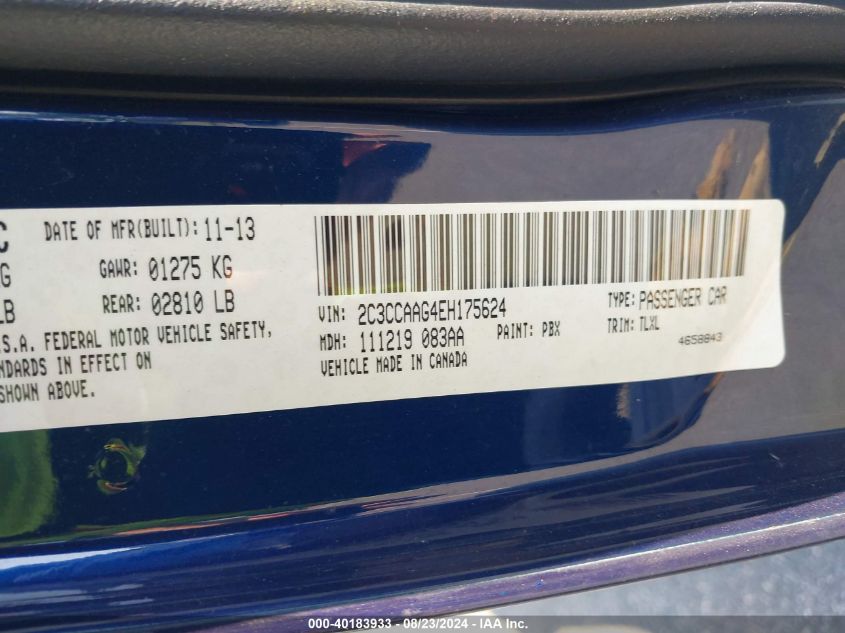 C DATE OF MFR(BUILT): 11-13
G GAWR: 01275 KG
LB REAR: 02810 LB
.S.A. FEDERAL MOTOR VEHICLE SAFETY,
NDARDS IN EFFECT ON
SHOWN ABOVE.
VIN: 2C3CCAAG4EH175624 TYPE: PASSENGER CAR
MDH: 111219 083AA PAINT: PBX TRIM: TLXL
VEHICLE MADE IN CANADA 4658843
000-40183933 - 08/23/2024 - IAA Inc.